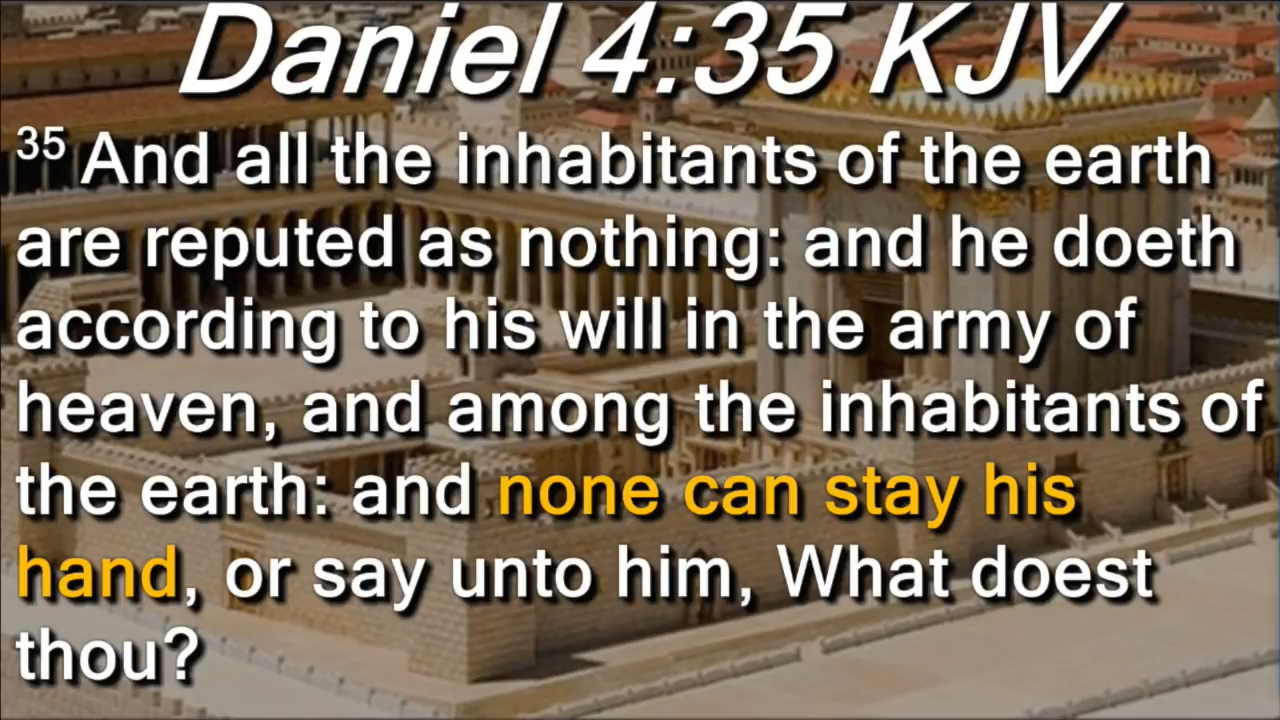 Daniel 4:35 KJV
35 And all the inhabitants of the earth
are reputed as nothing: and he doeth
according to his will in the army of
heaven, and among the inhabitants of
the earth: and none can stay his
hand, or say unto him, What doest
thou?